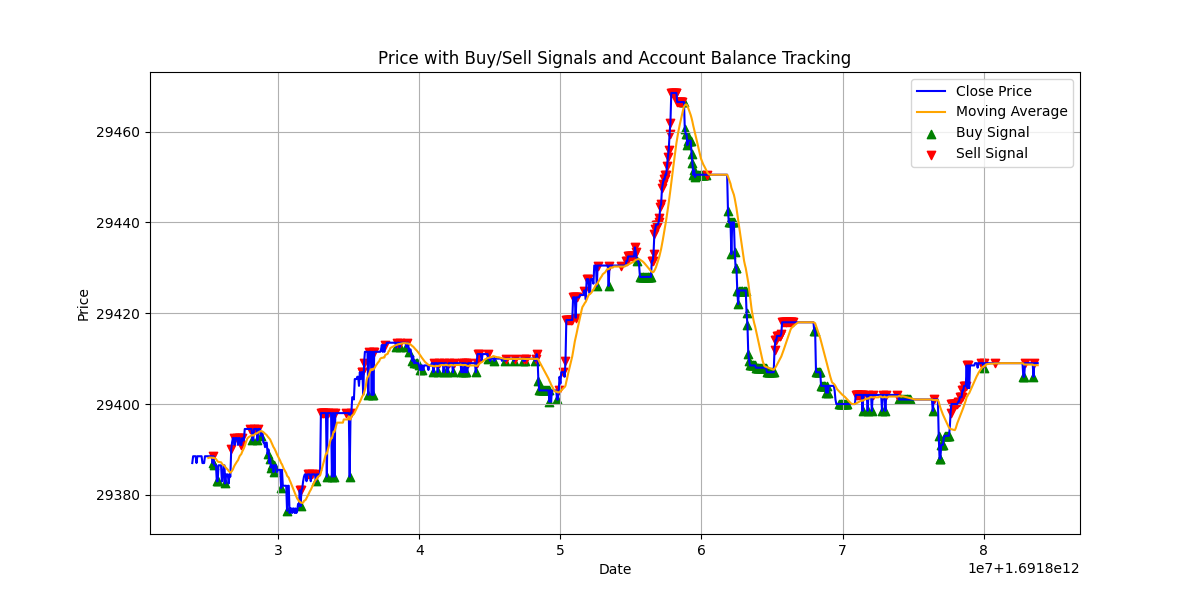 Price with Buy/Sell Signals and Account Balance Tracking
Close Price
Moving Average
Buy Signal
Sell Signal
29460
29440
29420
29400
29380
Price
3 4 5 6 7 8
Date
1e7+1.6918e12